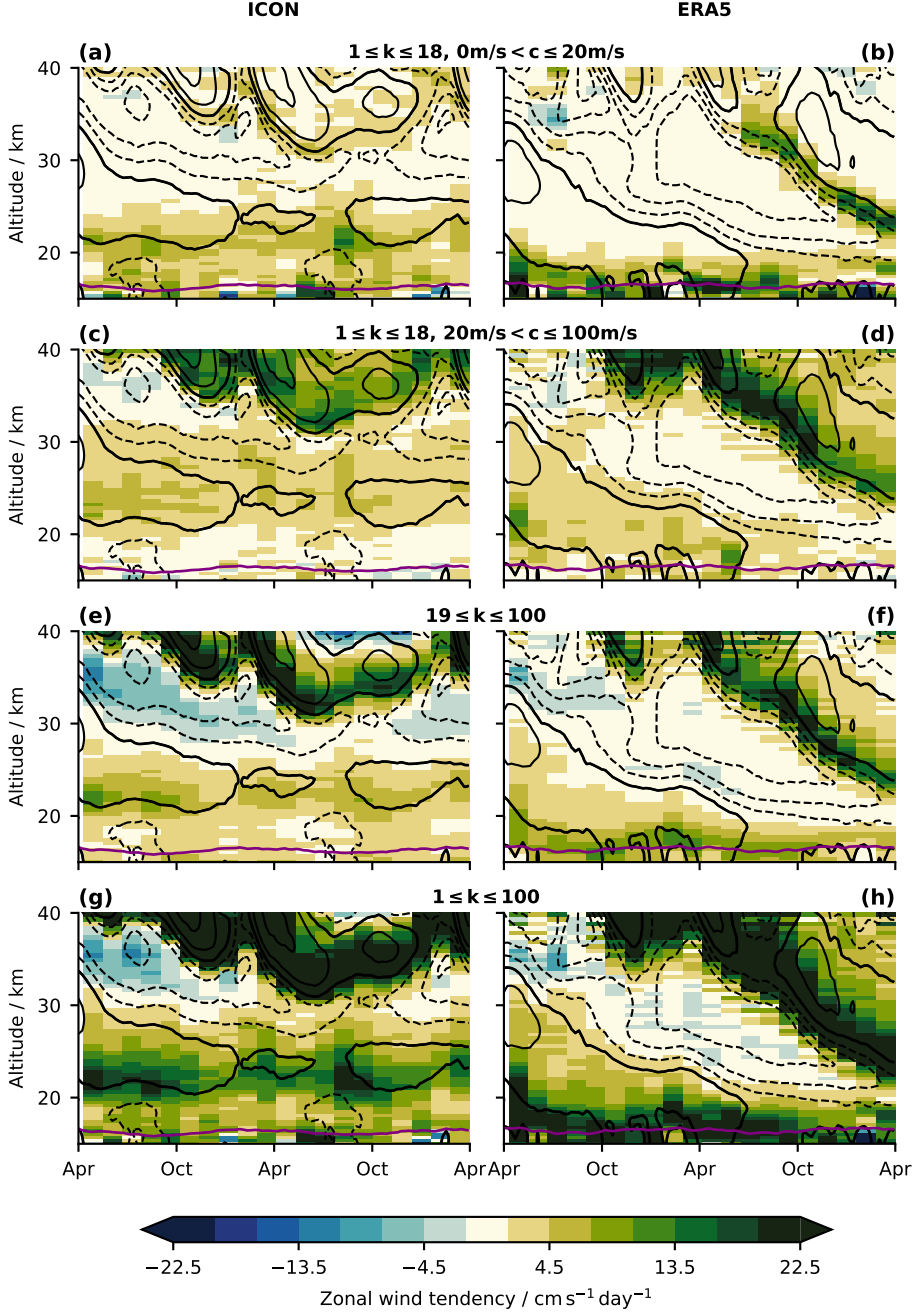 ICON ERA5
(a) 1 ≤ k ≤ 18, 0m/s < c ≤ 20m/s (b)
40
30
20
Altitude / km
(c) 1 ≤ k ≤ 18, 20m/s < c ≤ 100m/s (d)
40
30
20
Altitude / km
(e) 19 ≤ k ≤ 100 (f)
40
30
20
Altitude / km
(g) 1 ≤ k ≤ 100 (h)
40
30
20
Altitude / km
Apr Oct Apr Oct Apr Apr Oct Apr Oct Apr
−22.5 −13.5 −4.5 4.5 13.5 22.5
Zonal wind tendency / cm s⁻¹ day⁻¹